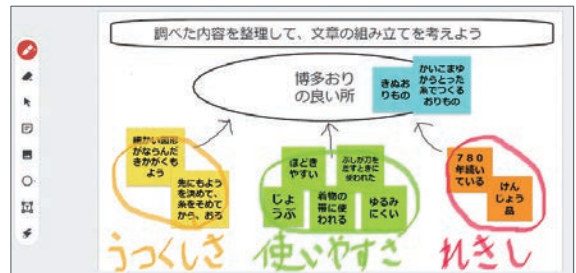 調べた内容を整理して、文章の組み立てを考えよう
博多おり
の良い所
きぬお
りもの
かいこまゆ
からとった
糸でつくる
おりもの
細かい図形
がならんだ
きかがくも
よう
先にもよう
を決めて、
糸をそめて
から、おる
うつくしさ
ほどき
やすい
ぶしが刀を
さすときに
使われた
じょ
うぶ
着物の
帯に使
われる
ゆるみ
にくい
使いやすさ
780
年続い
ている
けん
じょう
品
れきし